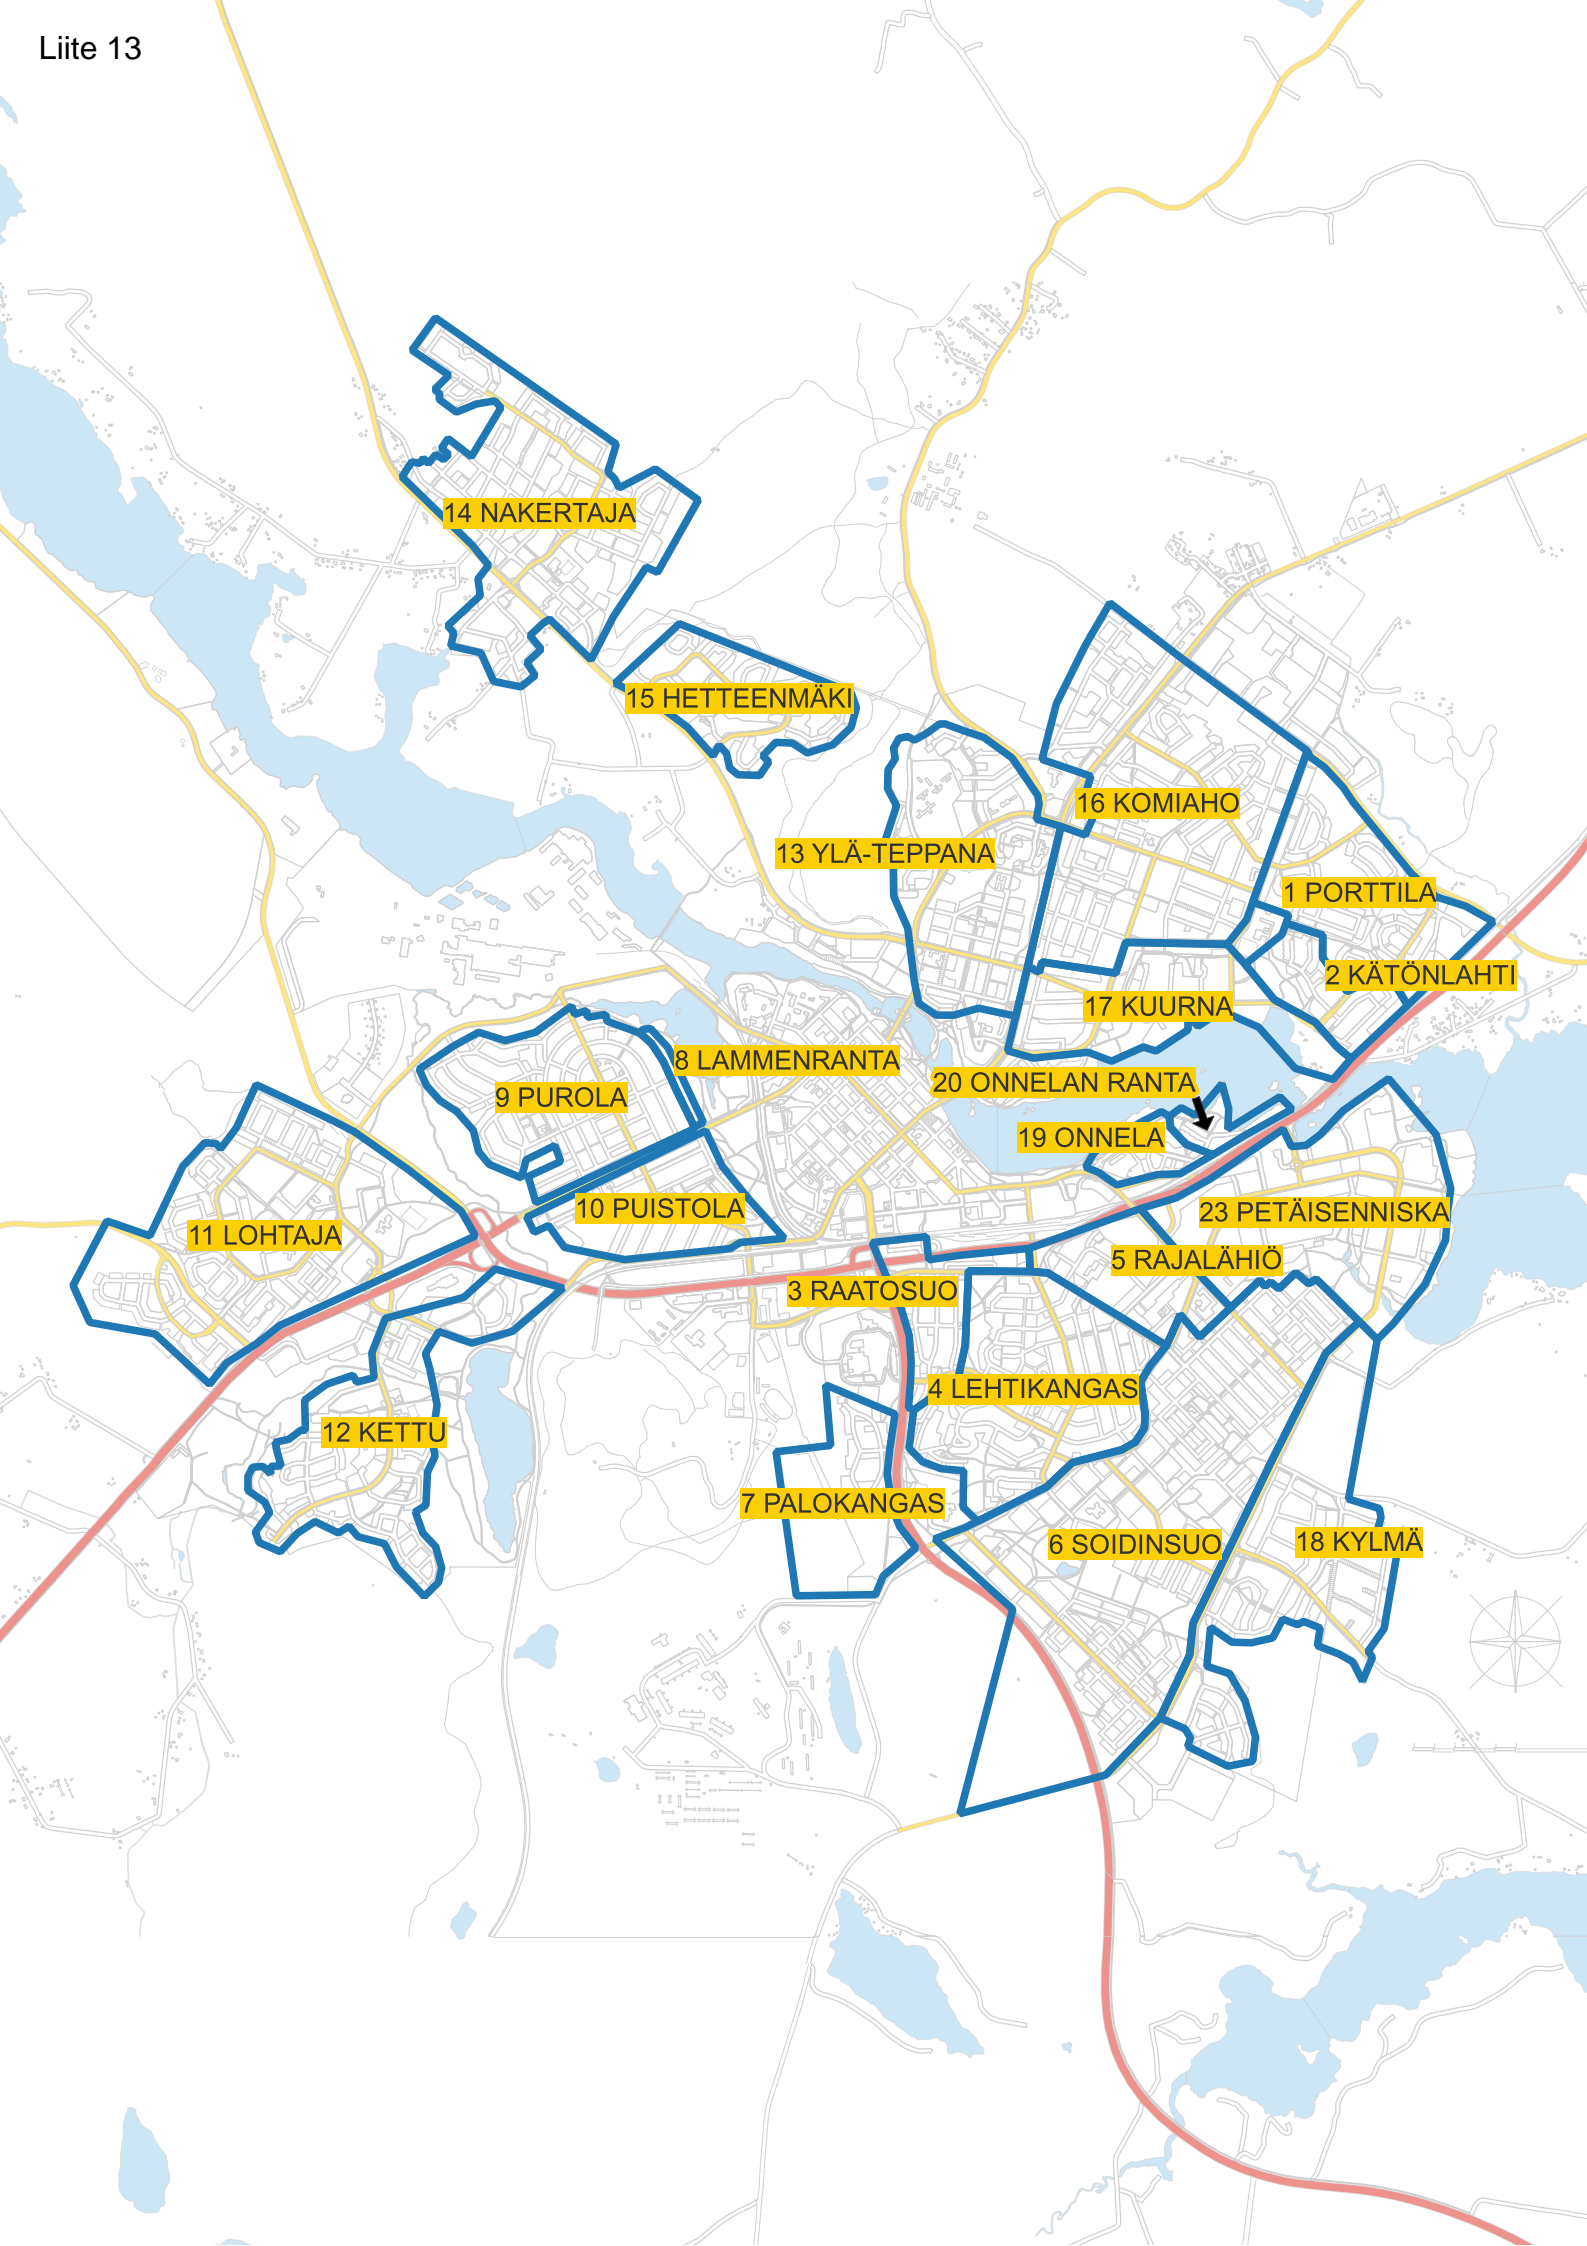 Liite 13
14 NAKERTAJA
15 HETTEENMÄKI
16 KOMIAHO
13 YLÄ-TEPPANA
1 PORTTILA
2 KÄTÖNLAHTI
17 KUURNA
8 LAMMENRANTA
20 ONNELAN RANTA
9 PUROLA
19 ONNELA
10 PUISTOLA
23 PETÄISENNISKA
11 LOHTAJA
5 RAJALÄHIÖ
3 RAATOSUO
4 LEHTIKANGAS
12 KETTU
7 PALOKANGAS
6 SOIDINSUO
18 KYLMÄ